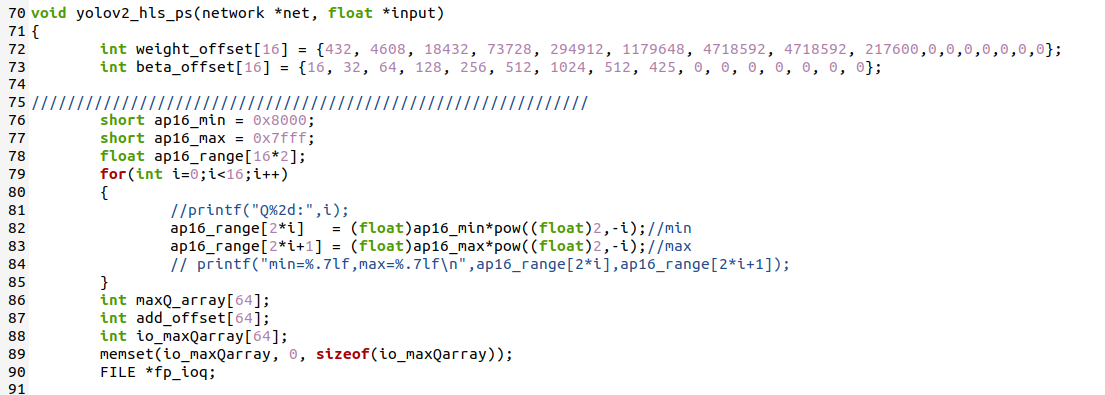 70 void yolov2_hls_ps(network *net, float *input)
71 {
72         int weight_offset[16] = {432, 4608, 18432, 73728, 294912, 1179648, 4718592, 4718592, 217600,0,0,0,0,0,0,0};
73         int beta_offset[16] = {16, 32, 64, 128, 256, 512, 1024, 512, 425, 0, 0, 0, 0, 0, 0, 0};
74
75 //////////////////////////////////////////////////////////////
76         short ap16_min = 0x8000;
77         short ap16_max = 0x7fff;
78         float ap16_range[16*2];
79         for(int i=0;i<16;i++)
80         {
81                 //printf("Q%2d:",i);
82                 ap16_range[2*i]   = (float)ap16_min*pow((float)2,-i);//min
83                 ap16_range[2*i+1] = (float)ap16_max*pow((float)2,-i);//max
84                 // printf("min=%.7lf,max=%.7lf\n",ap16_range[2*i],ap16_range[2*i+1]);
85         }
86         int maxQ_array[64];
87         int add_offset[64];
88         int io_maxQarray[64];
89         memset(io_maxQarray, 0, sizeof(io_maxQarray));
90         FILE *fp_ioq;
91